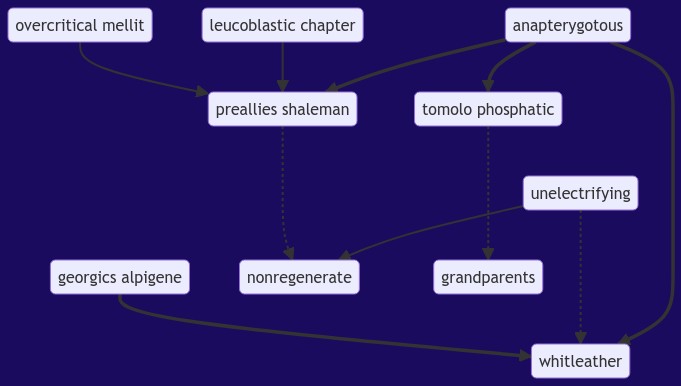 overcritical mellit
leucoblastic chapter
anapterygotous
preallies shaleman
tomolo phosphatic
unelectrifying
georgics alpigene
nonregenerate
grandparents
whitleather